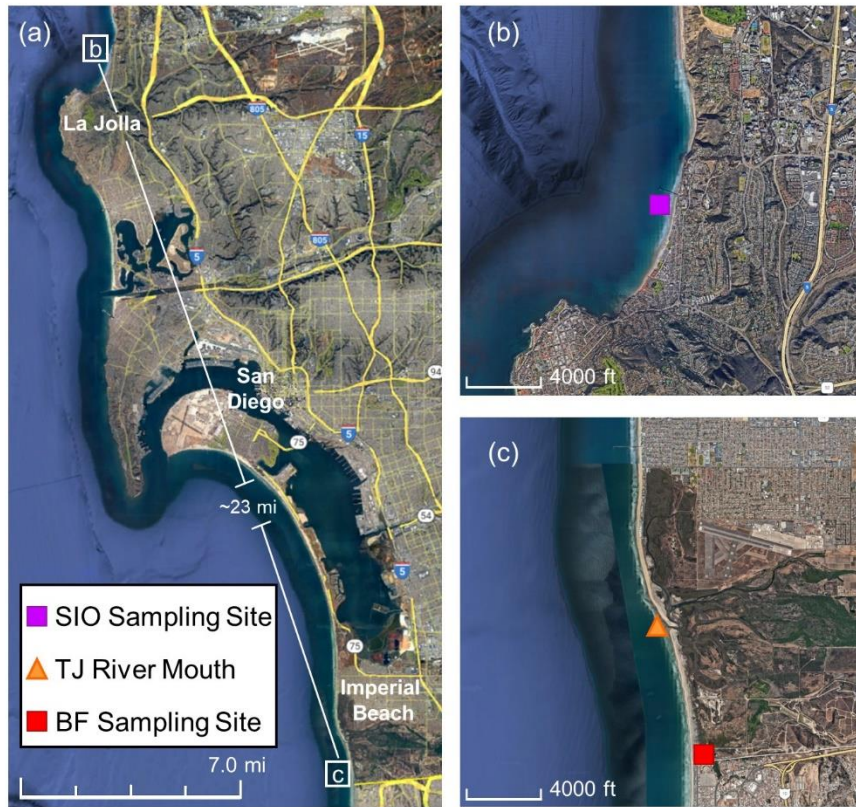 (a)
b
La Jolla
805
15
805
5
San
Diego
94
75
5
~23 mi
54
5
75
Imperial
Beach
c
SIO Sampling Site
TJ River Mouth
BF Sampling Site
7.0 mi
(b)
4000 ft
(c)
4000 ft